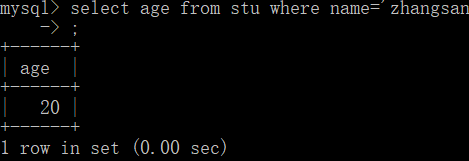 mysql> select age from stu where name='zhangsan
    -> ;
+------+
| age  |
+------+
|   20 |
+------+
1 row in set (0.00 sec)